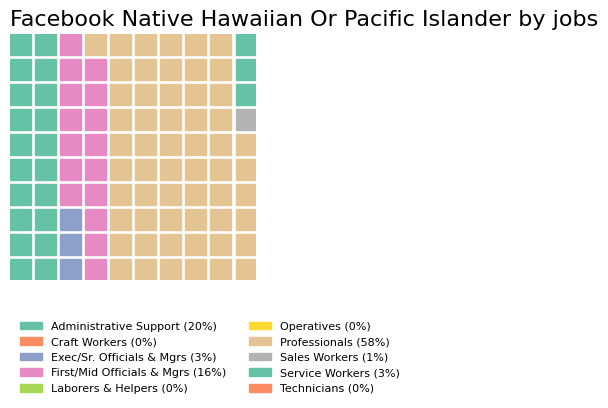 Facebook Native Hawaiian Or Pacific Islander by jobs
Administrative Support (20%)
Craft Workers (0%)
Exec/Sr. Officials & Mgrs (3%)
First/Mid Officials & Mgrs (16%)
Laborers & Helpers (0%)
Operatives (0%)
Professionals (58%)
Sales Workers (1%)
Service Workers (3%)
Technicians (0%)